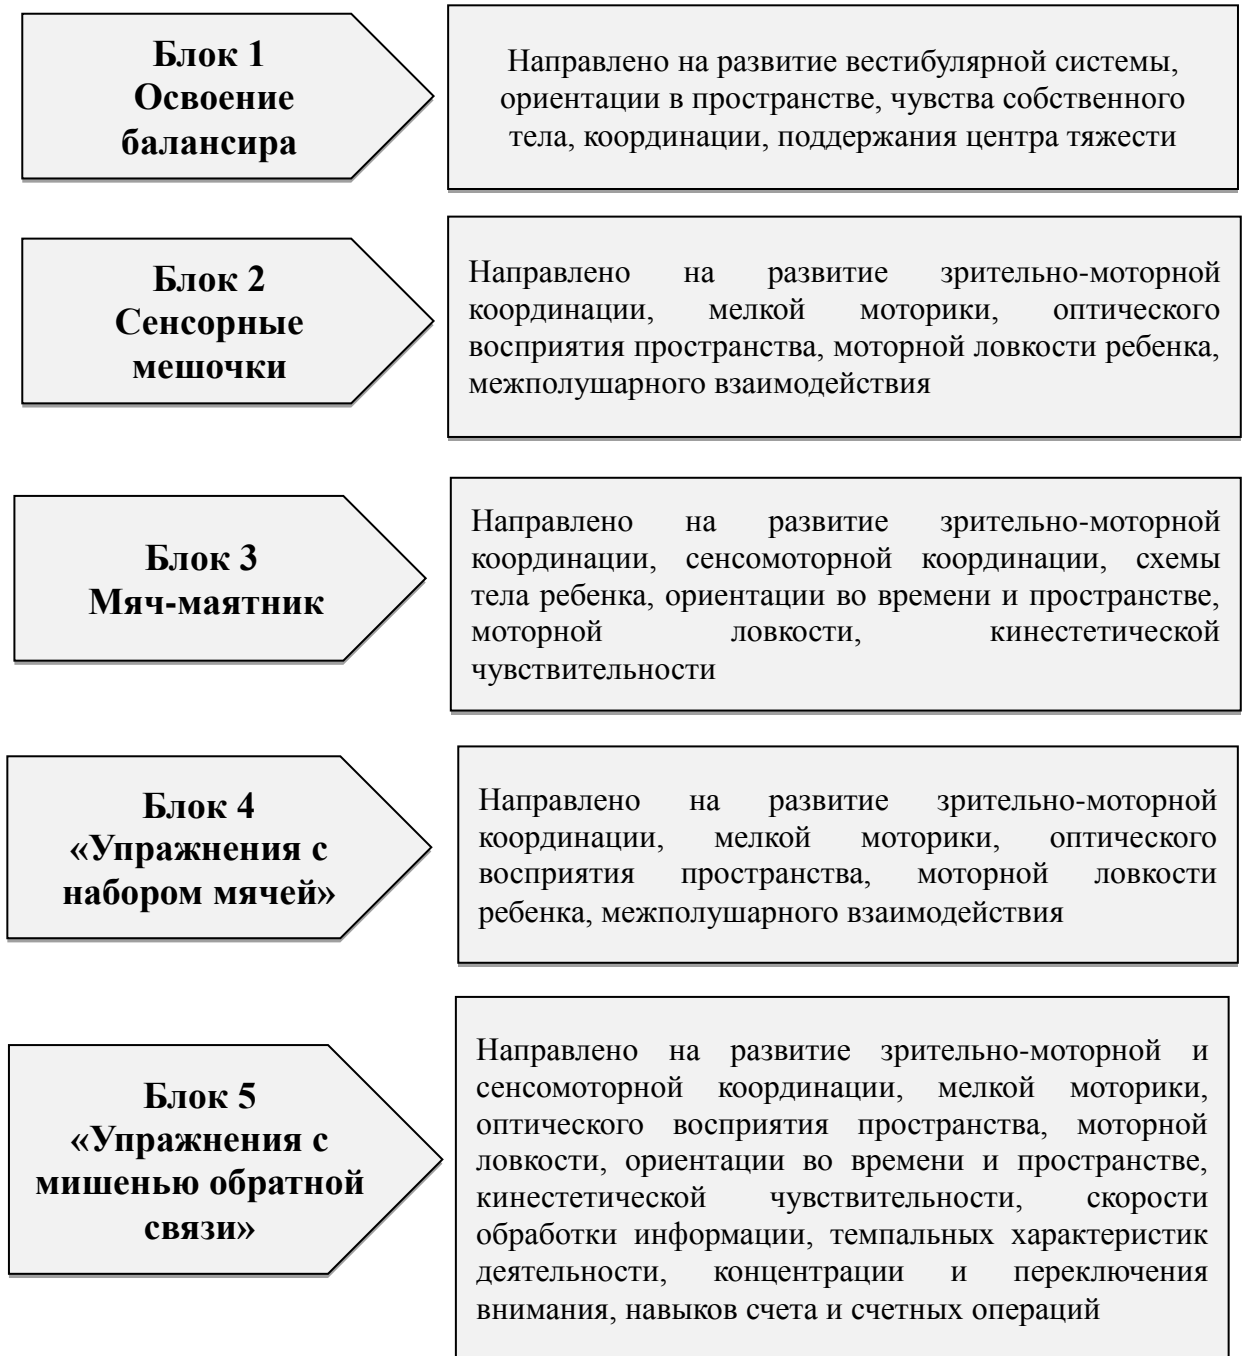 Блок 1
Освоение
балансира
Направлено на развитие вестибулярной системы,
ориентации в пространстве, чувства собственного
тела, координации, поддержания центра тяжести
Блок 2
Сенсорные
мешочки
Направлено на развитие зрительно-моторной
координации, мелкой моторики, оптического
восприятия пространства, моторной ловкости ребенка,
межполушарного взаимодействия
Блок 3
Мяч-маятник
Направлено на развитие зрительно-моторной
координации, сенсомоторной координации, схемы
тела ребенка, ориентации во времени и пространстве,
моторной ловкости, кинестетической
чувствительности
Блок 4
«Упражнения с
набором мячей»
Направлено на развитие зрительно-моторной
координации, мелкой моторики, оптического
восприятия пространства, моторной ловкости
ребенка, межполушарного взаимодействия
Блок 5
«Упражнения с
мишенью обратной
связи»
Направлено на развитие зрительно-моторной и
сенсомоторной координации, мелкой моторики,
оптического восприятия пространства, моторной
ловкости, ориентации во времени и пространстве,
кинестетической чувствительности, скорости
обработки информации, темпальных характеристик
деятельности, концентрации и переключения
внимания, навыков счета и счетных операций